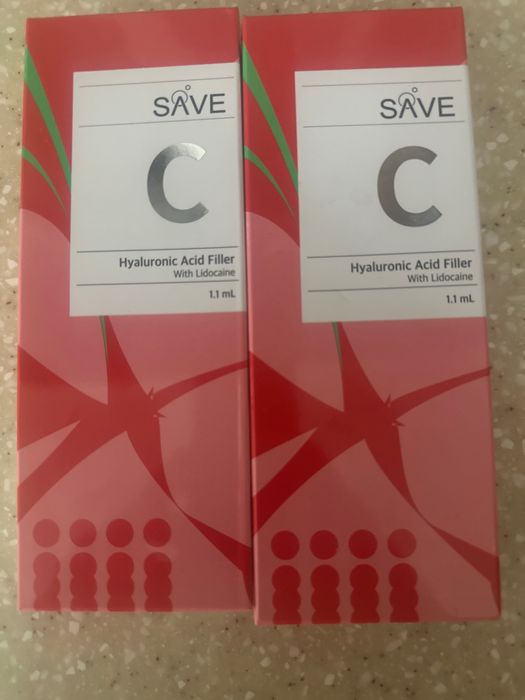 SAVE
C
Hyaluronic Acid Filler
With Lidocaine
1.1 mL
SAVE
C
Hyaluronic Acid Filler
With Lidocaine
1.1 mL